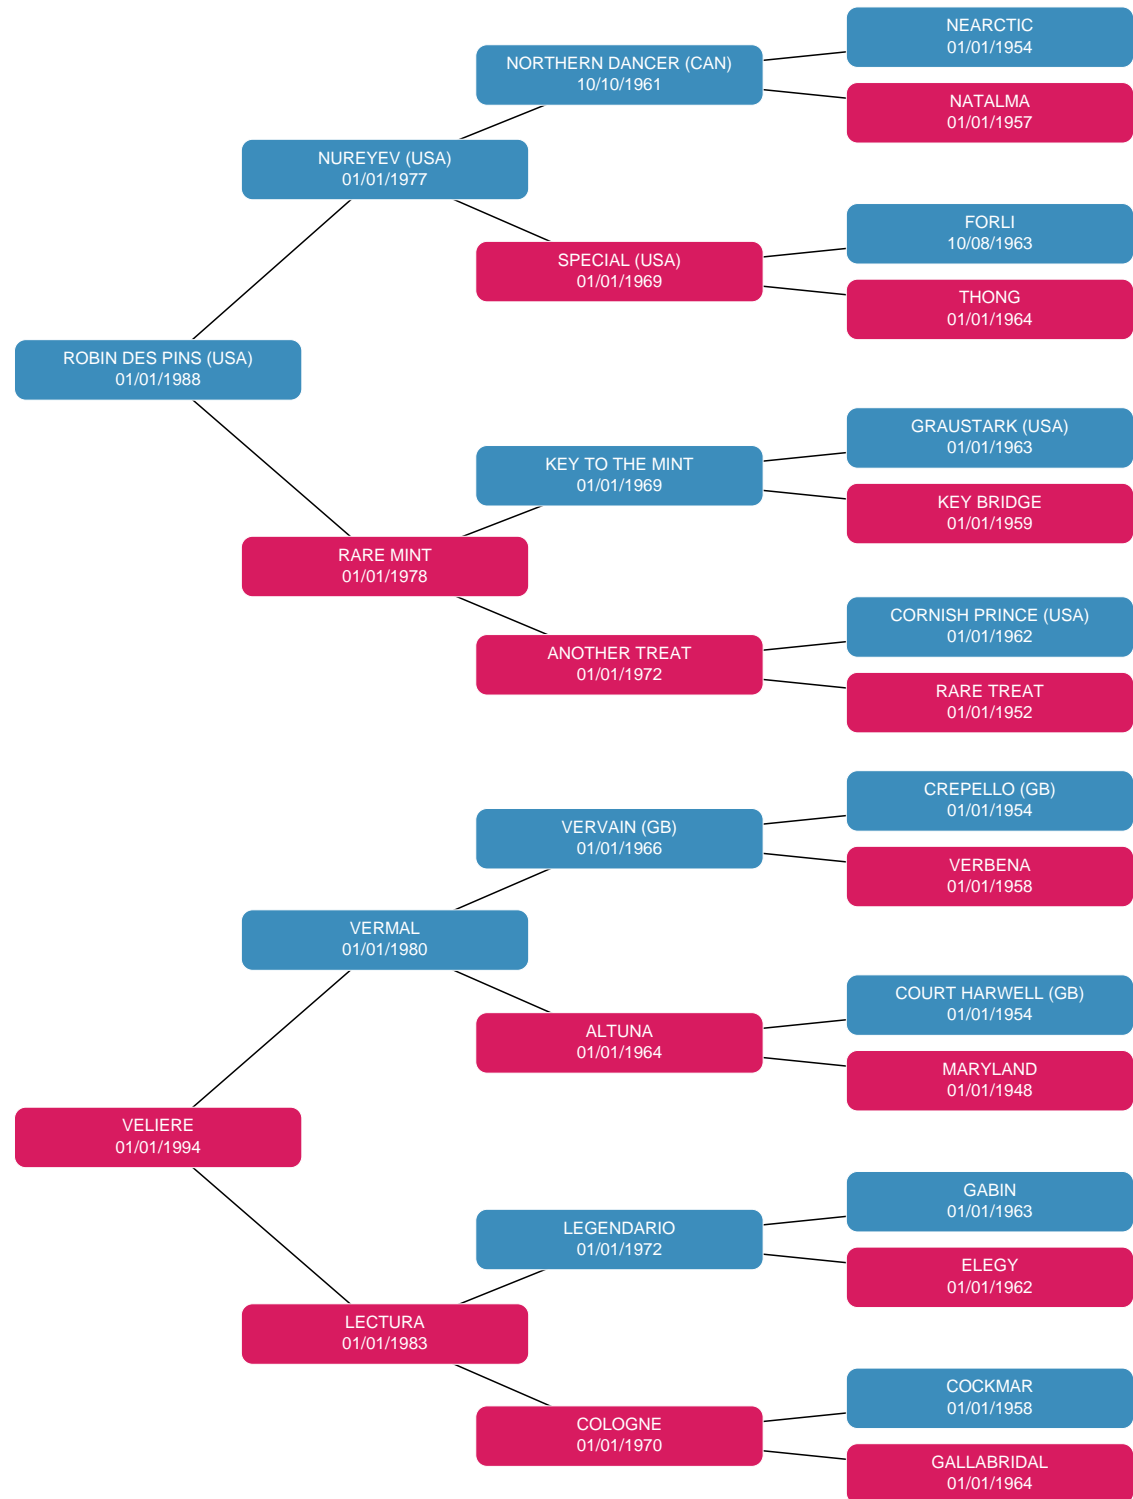 NEARCTIC
01/01/1954
NORTHERN DANCER (CAN)
10/10/1961
NATALMA
01/01/1957
NUREYEV (USA)
01/01/1977
FORLI
10/08/1963
SPECIAL (USA)
01/01/1969
THONG
01/01/1964
ROBIN DES PINS (USA)
01/01/1988
GRAUSTARK (USA)
01/01/1963
KEY TO THE MINT
01/01/1969
KEY BRIDGE
01/01/1959
RARE MINT
01/01/1978
CORNISH PRINCE (USA)
01/01/1962
ANOTHER TREAT
01/01/1972
RARE TREAT
01/01/1952
CREPELLO (GB)
01/01/1954
VERVAIN (GB)
01/01/1966
VERBENA
01/01/1958
VERMAL
01/01/1980
COURT HARWELL (GB)
01/01/1954
ALTUNA
01/01/1964
MARYLAND
01/01/1948
VELIERE
01/01/1994
GABIN
01/01/1963
LEGENDARIO
01/01/1972
ELEGY
01/01/1962
LECTURA
01/01/1983
COCKMAR
01/01/1958
COLOGNE
01/01/1970
GALLABRIDAL
01/01/1964